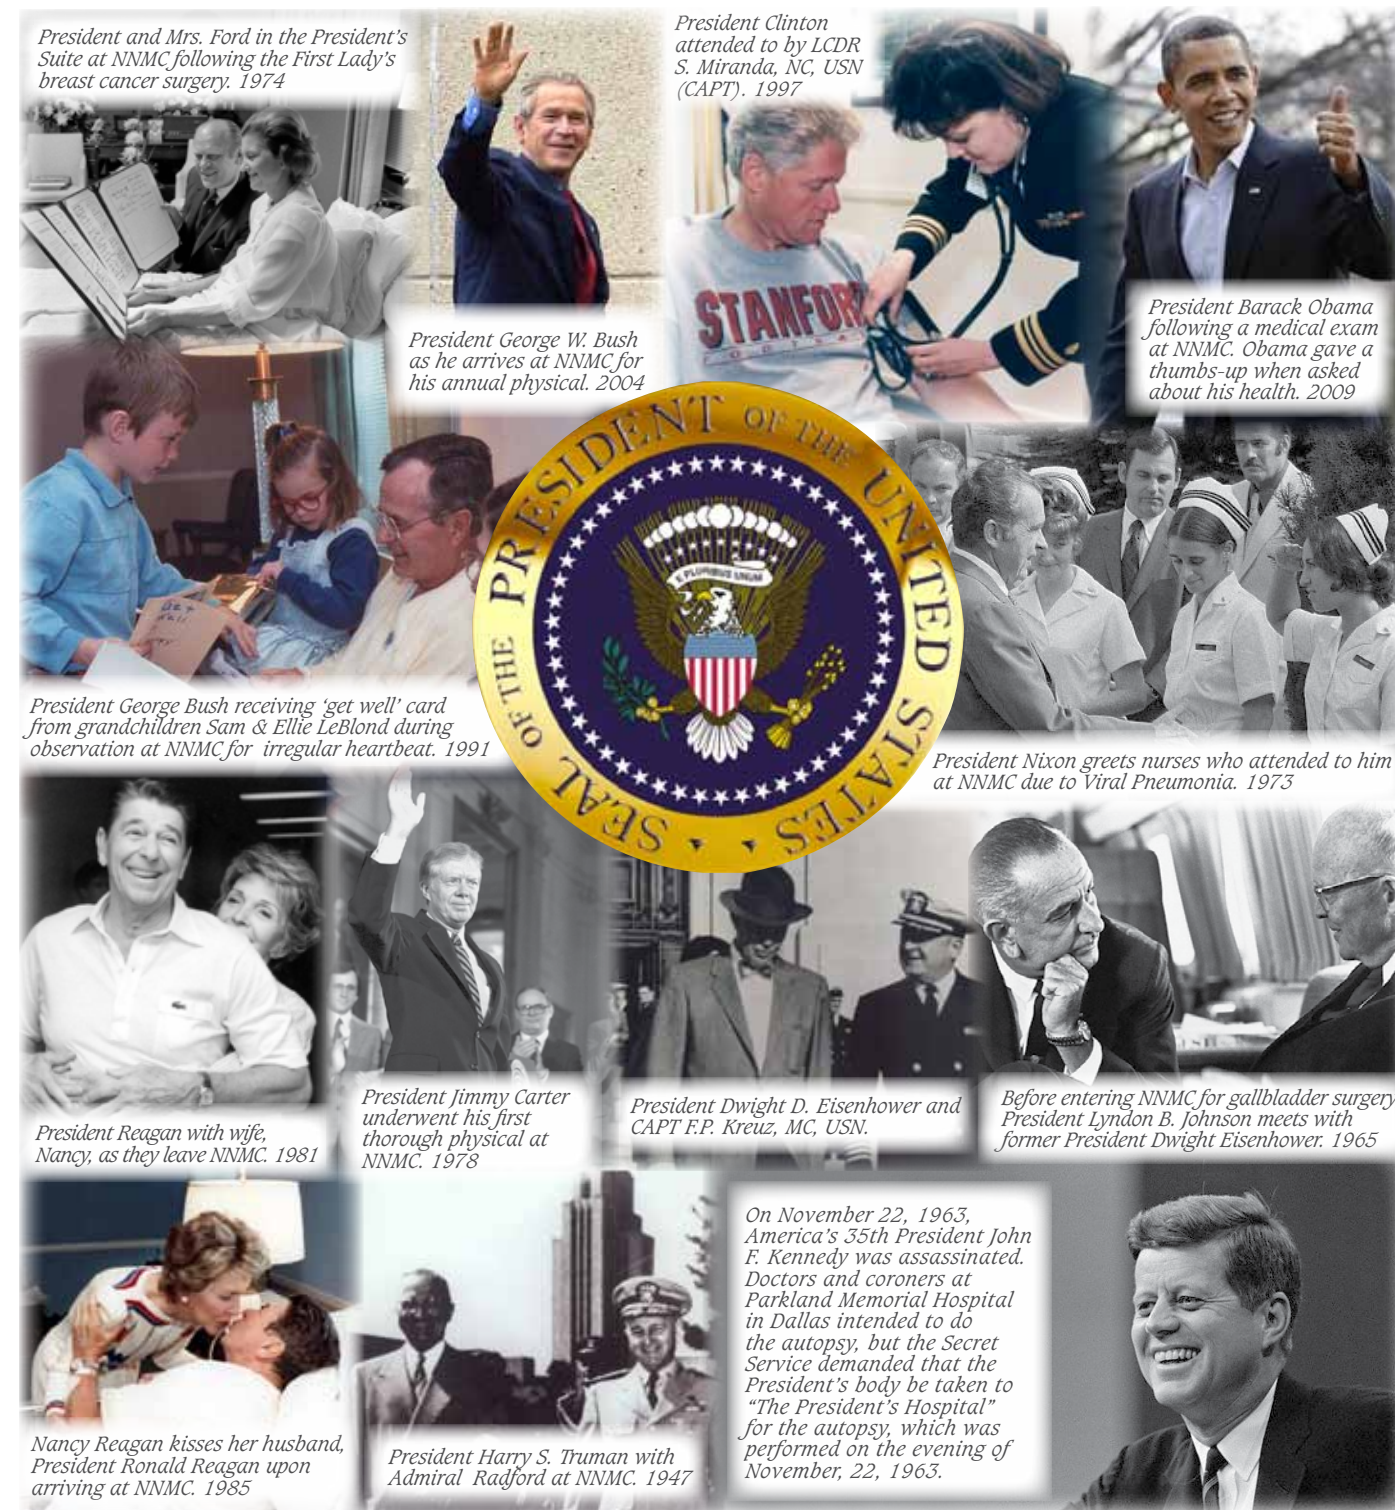 President and Mrs. Ford in the President's
Suite at NNMC following the First Lady's
breast cancer surgery. 1974
President Clinton
attended to by LCDR
S. Miranda, NC, USN
(CAPT). 1997
STANFORD
President George W. Bush
as he arrives at NNMC for
his annual physical. 2004
President Barack Obama
following a medical exam
at NNMC. Obama gave a
thumbs-up when asked
about his health. 2009
SEAL OF THE PRESIDENT OF THE UNITED STATES
E PLURIBUS UNUM
Get
Well
President George Bush receiving ‘get well’ card
from grandchildren Sam & Ellie LeBlond during
observation at NNMC for  irregular heartbeat. 1991
President Nixon greets nurses who attended to him
at NNMC due to Viral Pneumonia. 1973
President Reagan with wife,
Nancy, as they leave NNMC. 1981
President Jimmy Carter
underwent his first
thorough physical at
NNMC. 1978
President Dwight D. Eisenhower and
CAPT F.P. Kreuz, MC, USN.
Before entering NNMC for gallbladder surgery
President Lyndon B. Johnson meets with
former President Dwight Eisenhower. 1965
Nancy Reagan kisses her husband,
President Ronald Reagan upon
arriving at NNMC. 1985
President Harry S. Truman with
Admiral  Radford at NNMC. 1947
On November 22, 1963,
America's 35th President John
F. Kennedy was assassinated.
Doctors and coroners at
Parkland Memorial Hospital
in Dallas intended to do
the autopsy, but the Secret
Service demanded that the
President's body be taken to
“The President's Hospital”
for the autopsy, which was
performed on the evening of
November, 22, 1963.